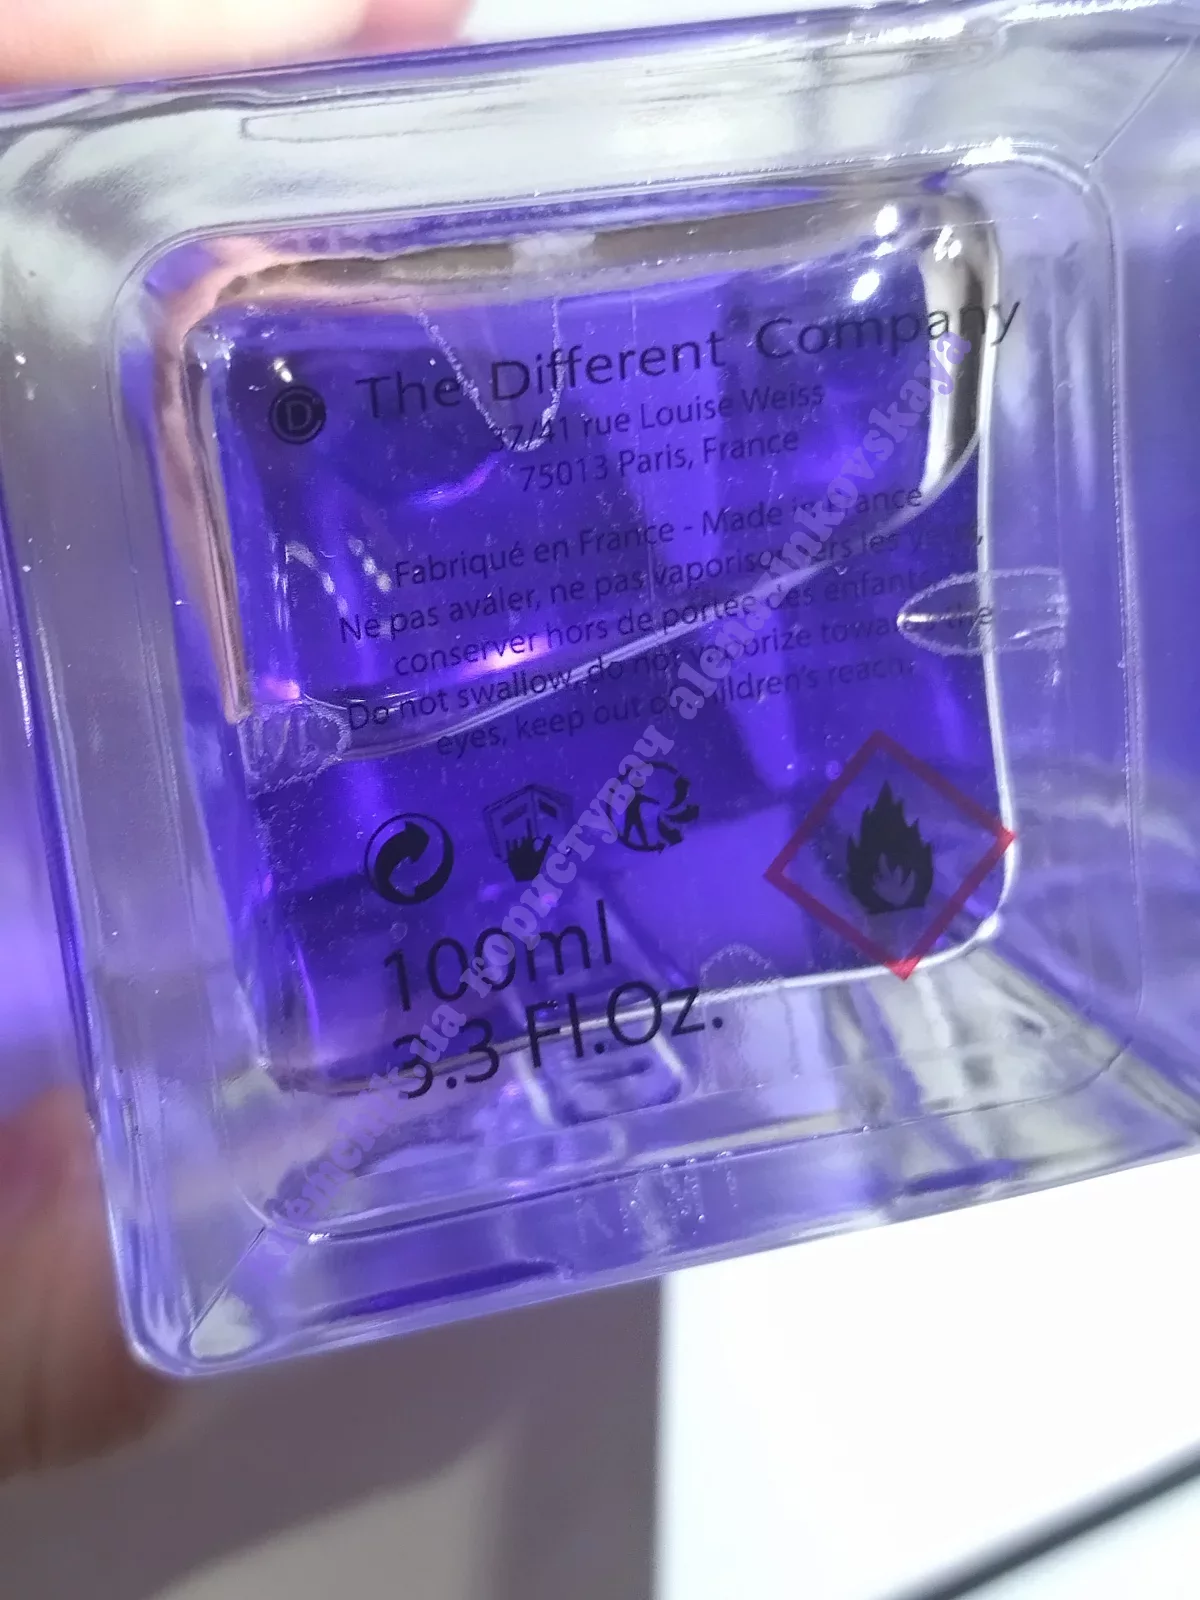 D The Different Company
37/41 rue Louise Weiss
75013 Paris, France
Fabriqué en France - Made in France
Ne pas avaler, ne pas vaporiser vers les yeux,
conserver hors de portée des enfants
Do not swallow, do not vaporize towards the
eyes, keep out of children's reach.
100ml
3.3 Fl.Oz.
користувач alenazinkovskaya